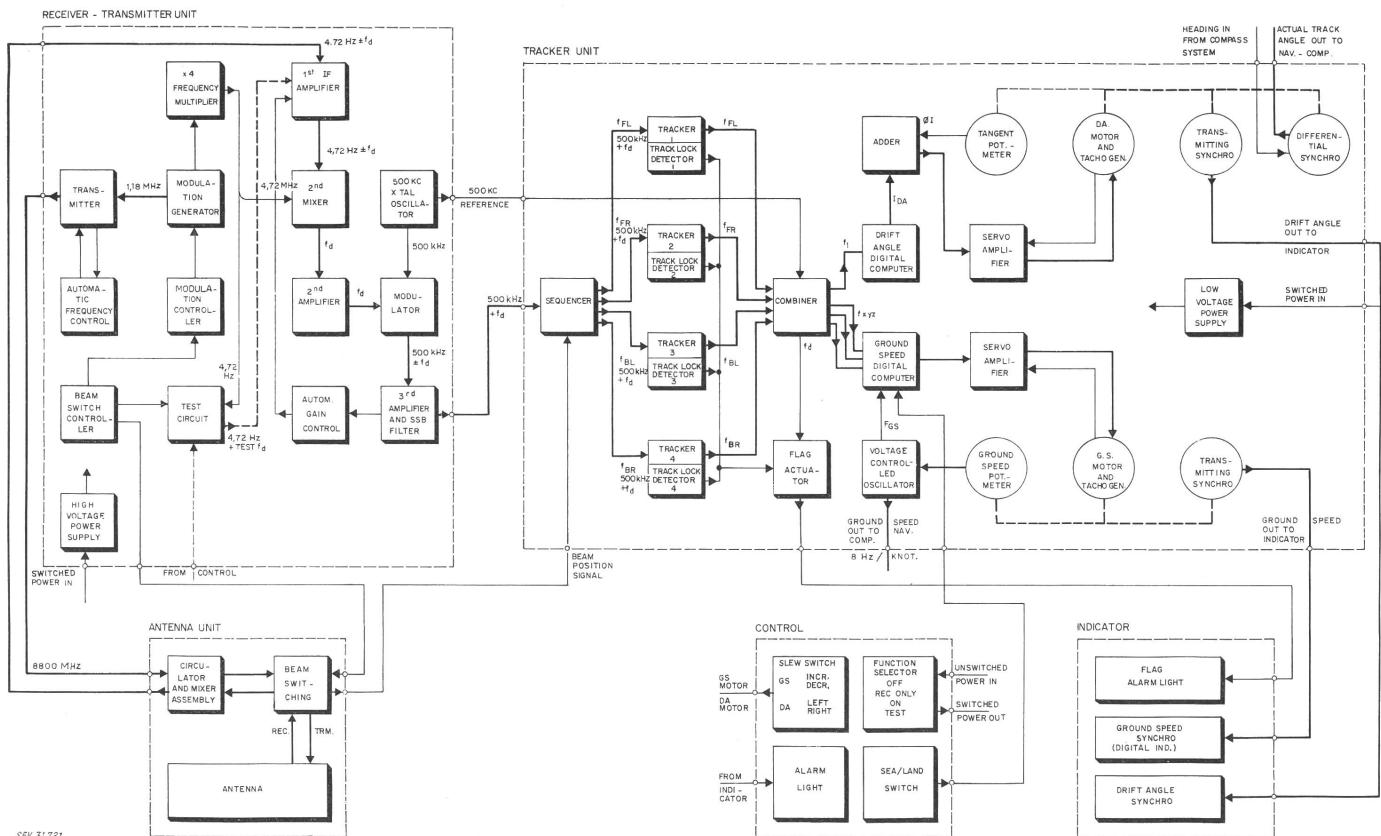 RECEIVER - TRANSMITTER UNIT
4.72 Hz ± fd
x 4
FREQUENCY
MULTIPLIER
1st IF
AMPLIFIER
4,72 Hz ± fd
TRANS-
MITTER
1,18 MHz
MODULATION
GENERATOR
4,72 MHz
2nd
MIXER
500 KC
X TAL
OSCILLA-
TOR
500 KC
REFERENCE
fd
500 kHz
AUTOMA-
TIC
FREQUENCY
CONTROL
MODULA-
TION
CONTROL-
LER
2nd
AMPLIFIER
fd
MODU-
LATOR
500 kHz
+ fd
500 kHz
± fd
4,72
Hz
BEAM
SWITCH
CONTROL-
LER
TEST
CIRCUIT
AUTOM.
GAIN
CONTROL
3rd
AMPLIFIER
AND SSB
FILTER
4,72 Hz
+ TEST fd
HIGH
VOLTAGE
POWER
SUPPLY
SWITCHED
POWER IN
FROM CONTROL
BEAM
POSITION
SIGNAL
TRACKER UNIT
HEADING IN
FROM COMPASS
SYSTEM
ACTUAL TRACK
ANGLE OUT TO
NAV. - COMP.
SEQUENCER
fFL
500kHz
+ fd
TRACKER
1
TRACK LOCK
DETECTOR
1
fFL
fFR
500kHz
+ fd
TRACKER
2
TRACK LOCK
DETECTOR
2
fFR
fBL
500 kHz
+ fd
TRACKER
3
TRACK LOCK
DETECTOR
3
fBL
fBR
500kHz
+fd
TRACKER
4
TRACK LOCK
DETECTOR
4
fBR
COMBINER
fd
FLAG
ACTUA-
TOR
ADDER
ØI
IDA
f1
DRIFT
ANGLE
DIGITAL
COMPUTER
fxyz
GROUND
SPEED
DIGITAL
COMPUTER
FGS
VOLTAGE
CONTROL-
LED
OSCILLATOR
GROUND SPEED
OUT TO NAV.
COMP.
8 Hz / KNOT.
TANGENT
POT. -
METER
DA.
MOTOR
AND
TACHO GEN.
TRANS-
MITTING
SYNCHRO
DIFFEREN-
TIAL
SYNCHRO
SERVO
AMPLI-
FIER
DRIFT ANGLE
OUT TO
INDICATOR
LOW
VOLTAGE
POWER
SUPPLY
SWITCHED
POWER IN
SERVO
AMPLI-
FIER
GROUND
SPEED
POT.-
METER
G.S.
MOTOR
AND
TACHOGEN.
TRANS-
MITTING
SYNCHRO
GROUND SPEED
OUT TO
INDICATOR
ANTENNA UNIT
8800 MHz
CIRCU-
LATOR
AND MIXER
ASSEMBLY
BEAM
SWIT-
CHING
REC.
TRM.
ANTENNA
CONTROL
GS
MOTOR
DA
MOTOR
SLEW SWITCH
GS INCR.
DECR,
DA LEFT
RIGHT
FUNCTION
SELECTOR
OFF
REC ONLY
ON
TEST
UNSWITCHED
POWER IN
SWITCHED
POWER OUT
FROM
INDI-
CATOR
ALARM
LIGHT
SEA/LAND
SWITCH
INDICATOR
FLAG
ALARM LIGHT
GROUND SPEED
SYNCHRO
(DIGITAL IND.)
DRIFT ANGLE
SYNCHRO